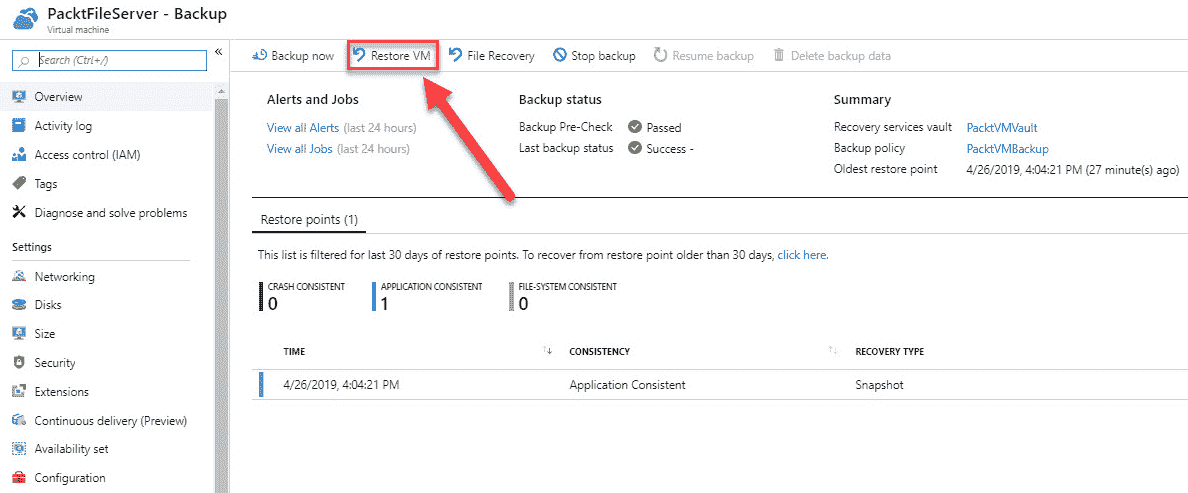 PacktFileServer - Backup
Virtual machine
Search (Ctrl+/)
«
Overview
Activity log
Access control (IAM)
Tags
Diagnose and solve problems
Settings
Networking
Disks
Size
Security
Extensions
Continuous delivery (Preview)
Availability set
Configuration
Backup now Restore VM File Recovery Stop backup Resume backup Delete backup data
Alerts and Jobs
View all Alerts (last 24 hours)
View all Jobs (last 24 hours)
Backup status
Backup Pre-Check Passed
Last backup status Success -
Summary
Recovery services vault PacktVMVault
Backup policy PacktVMBackup
Oldest restore point 4/26/2019, 4:04:21 PM (27 minute(s) ago)
Restore points (1)
This list is filtered for last 30 days of restore points. To recover from restore point older than 30 days, click here.
CRASH CONSISTENT
0
APPLICATION CONSISTENT
1
FILE-SYSTEM CONSISTENT
0
TIME CONSISTENCY RECOVERY TYPE
4/26/2019, 4:04:21 PM Application Consistent Snapshot